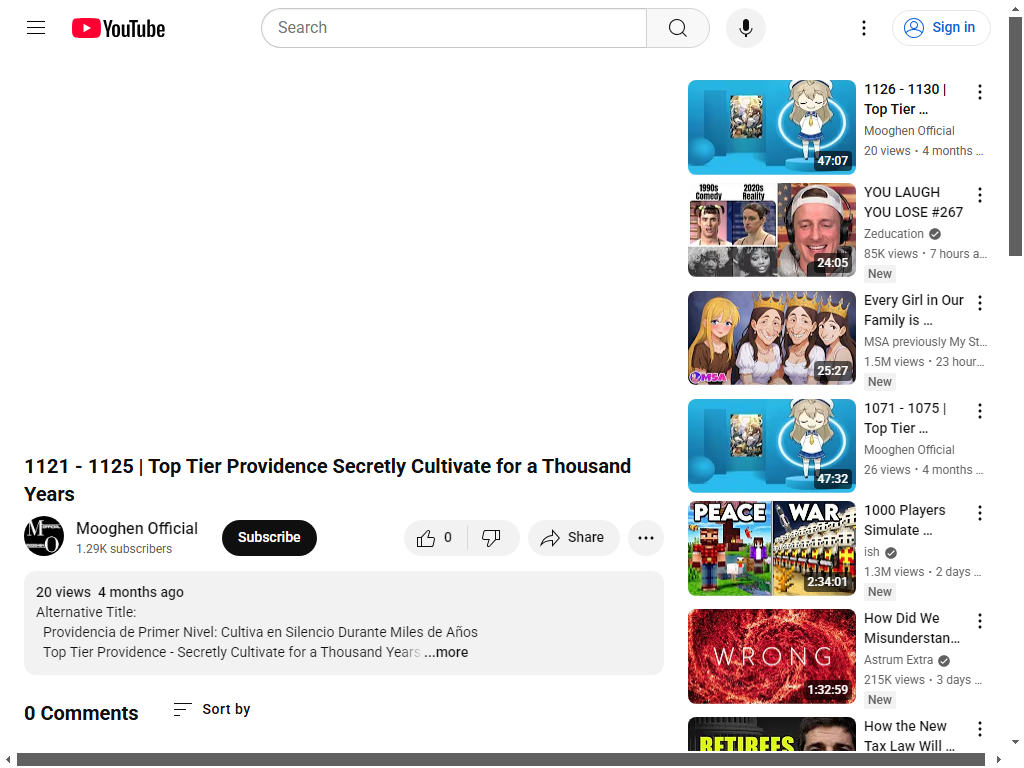 YouTube
Search
Sign in
1121 - 1125 | Top Tier Providence Secretly Cultivate for a Thousand
Years
Mooghen Official
1.29K subscribers
Subscribe
0
Share
20 views 4 months ago
Alternative Title:
Providencia de Primer Nivel: Cultiva en Silencio Durante Miles de Años
Top Tier Providence - Secretly Cultivate for a Thousand Years ...more
0 Comments
Sort by
47:07
1126 - 1130 |
Top Tier ...
Mooghen Official
20 views • 4 months ...
1990s
Comedy
2020s
Reality
24:05
YOU LAUGH
YOU LOSE #267
Zeducation
85K views • 7 hours a...
New
MSA
25:27
Every Girl in Our
Family is ...
MSA previously My St...
1.5M views • 23 hour...
New
47:32
1071 - 1075 |
Top Tier ...
Mooghen Official
26 views • 4 months ...
PEACE
WAR
2:34:01
1000 Players
Simulate ...
ish
1.3M views • 2 days ...
New
WRONG
1:32:59
How Did We
Misunderstan...
Astrum Extra
215K views • 3 days ...
New
RETIREES
How the New
Tax Law Will ...